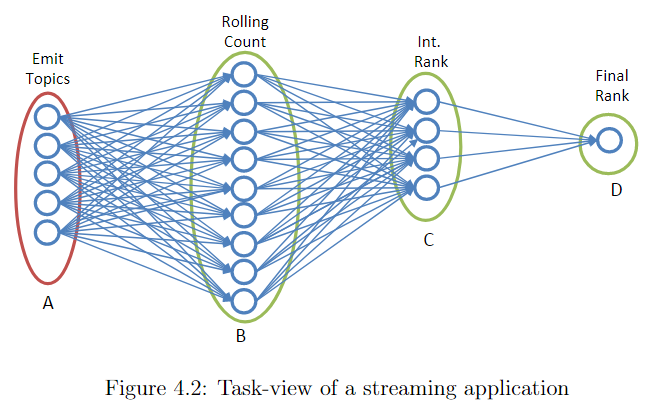 Rolling
Count
Emit
Topics
Int.
Rank
Final
Rank
A
B
C
D
Figure 4.2: Task-view of a streaming application